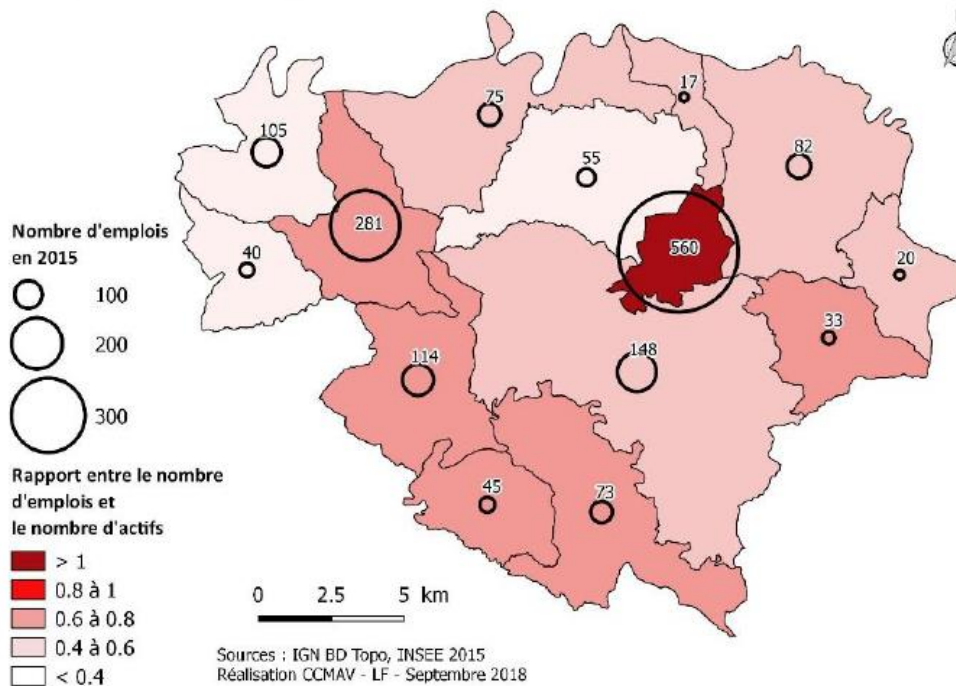 17
75
105
82
55
281
560
40
20
33
148
114
45
73
Nombre d'emplois
en 2015
100
200
300
Rapport entre le nombre
d'emplois et
le nombre d'actifs
> 1
0.8 à 1
0.6 à 0.8
0.4 à 0.6
< 0.4
0 2.5 5 km
Sources : IGN BD Topo, INSEE 2015
Réalisation CCMAV - LF - Septembre 2018